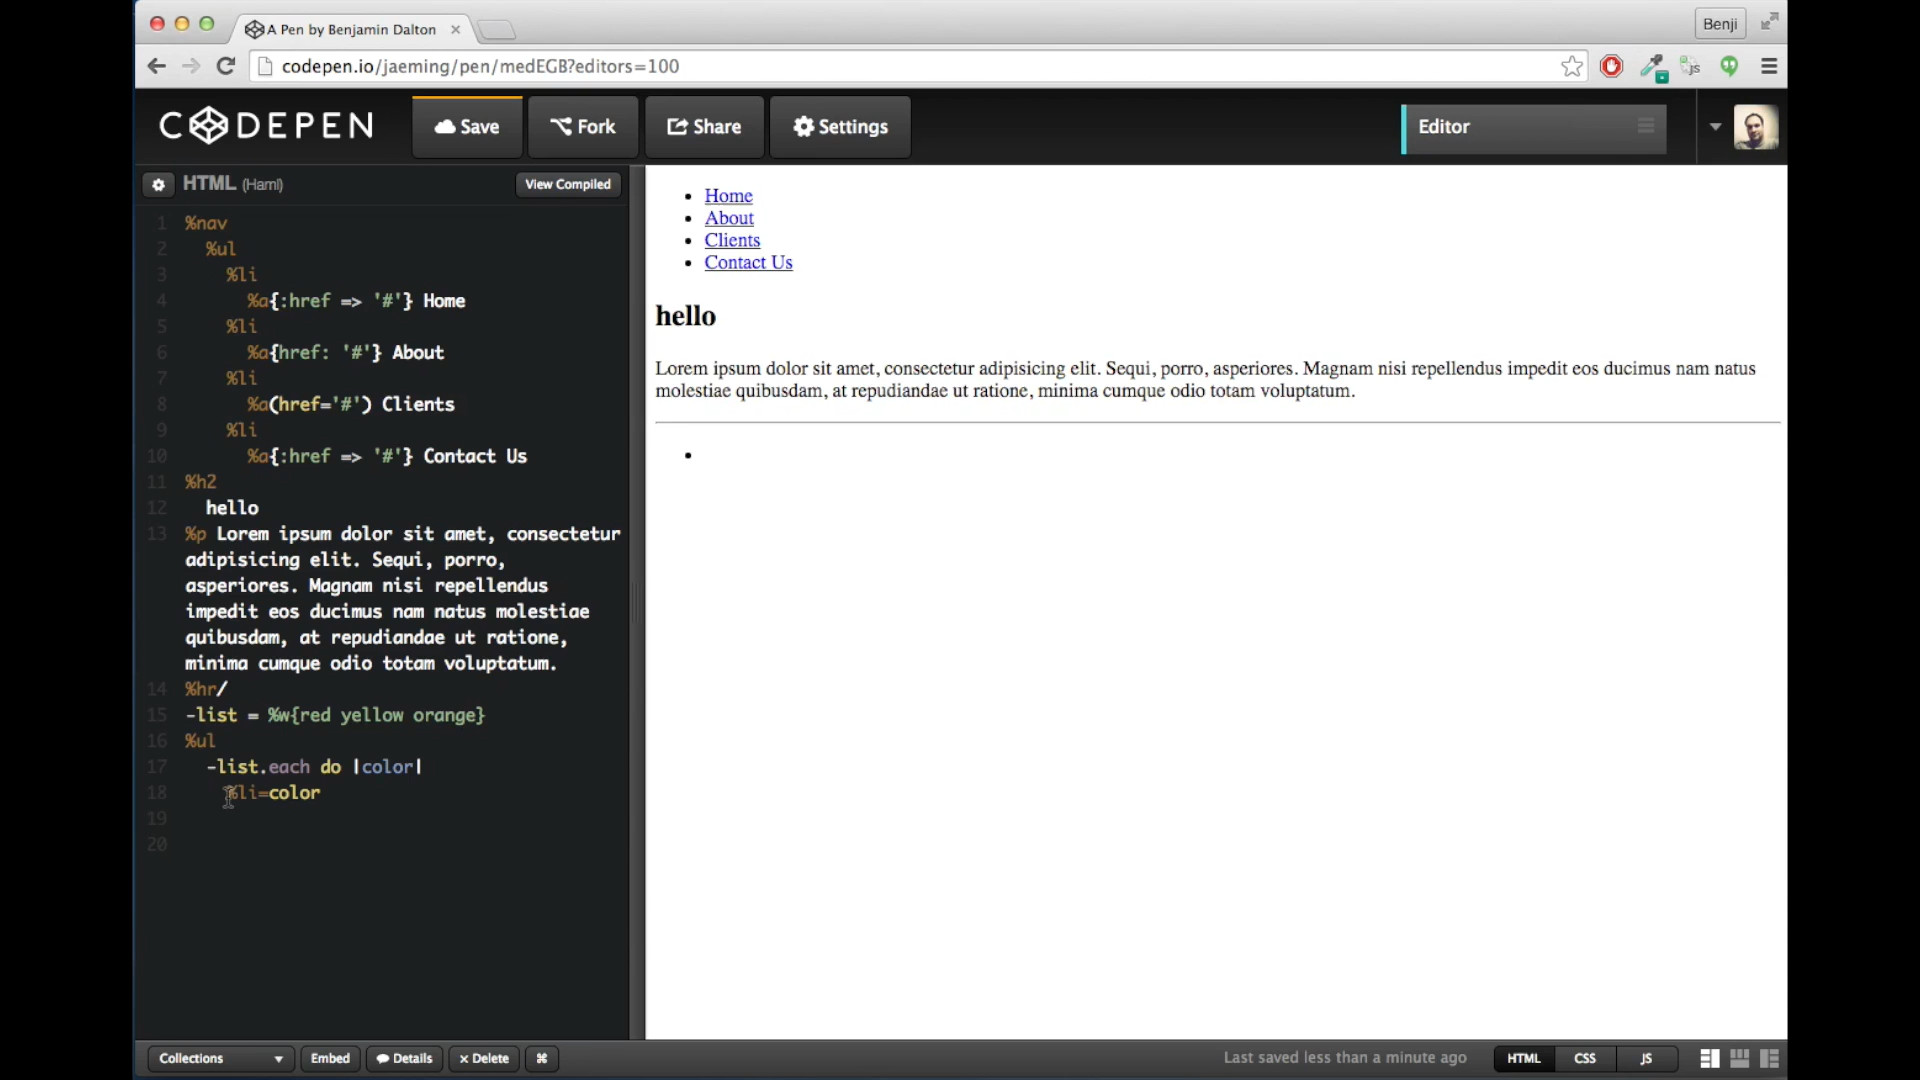 A Pen by Benjamin Dalton
Benji
codepen.io/jaeming/pen/medEGB?editors=100
CODEPEN
Save
Fork
Share
Settings
Editor
HTML (Haml)
View Compiled
1 %nav
2 %ul
3 %li
4 %a{:href => '#'} Home
5 %li
6 %a{href: '#'} About
7 %li
8 %a(href='#') Clients
9 %li
10 %a{:href => '#'} Contact Us
11 %h2
12 hello
13 %p Lorem ipsum dolor sit amet, consectetur
adipisicing elit. Sequi, porro,
asperiores. Magnam nisi repellendus
impedit eos ducimus nam natus molestiae
quibusdam, at repudiandae ut ratione,
minima cumque odio totam voluptatum.
14 %hr/
15 -list = %w{red yellow orange}
16 %ul
17 -list.each do |color|
18 %li=color
19
20
Home
About
Clients
Contact Us
hello
Lorem ipsum dolor sit amet, consectetur adipisicing elit. Sequi, porro, asperiores. Magnam nisi repellendus impedit eos ducimus nam natus
molestiae quibusdam, at repudiandae ut ratione, minima cumque odio totam voluptatum.
Collections
Embed
Details
× Delete
⌘
Last saved less than a minute ago
HTML
CSS
JS